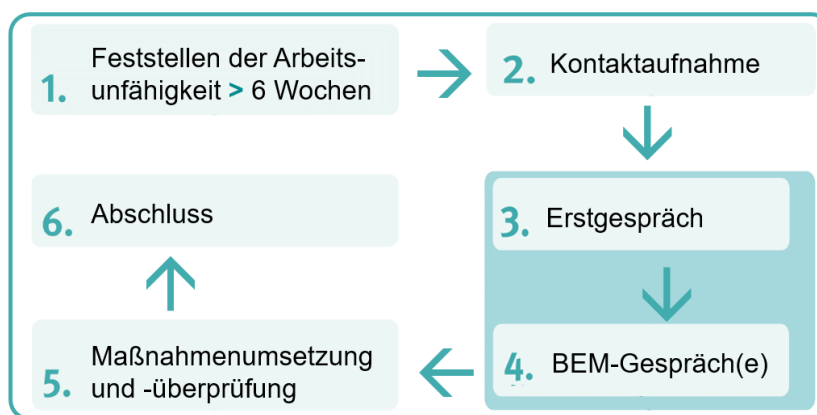 1. Feststellen der Arbeits-
unfähigkeit > 6 Wochen
2. Kontaktaufnahme
3. Erstgespräch
4. BEM-Gespräch(e)
5. Maßnahmenumsetzung
und -überprüfung
6. Abschluss